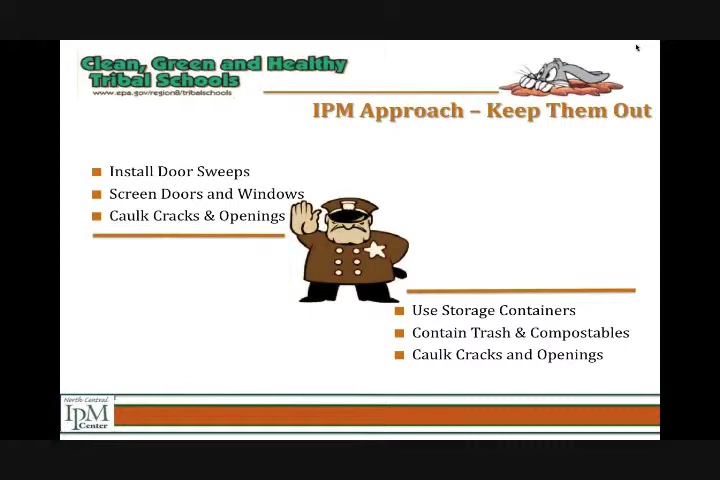 Clean, Green and Healthy
Tribal Schools
www.epa.gov/region8/tribalschools
IPM Approach – Keep Them Out
Install Door Sweeps
Screen Doors and Windows
Caulk Cracks & Openings
Use Storage Containers
Contain Trash & Compostables
Caulk Cracks and Openings
North Central
IPM
Center